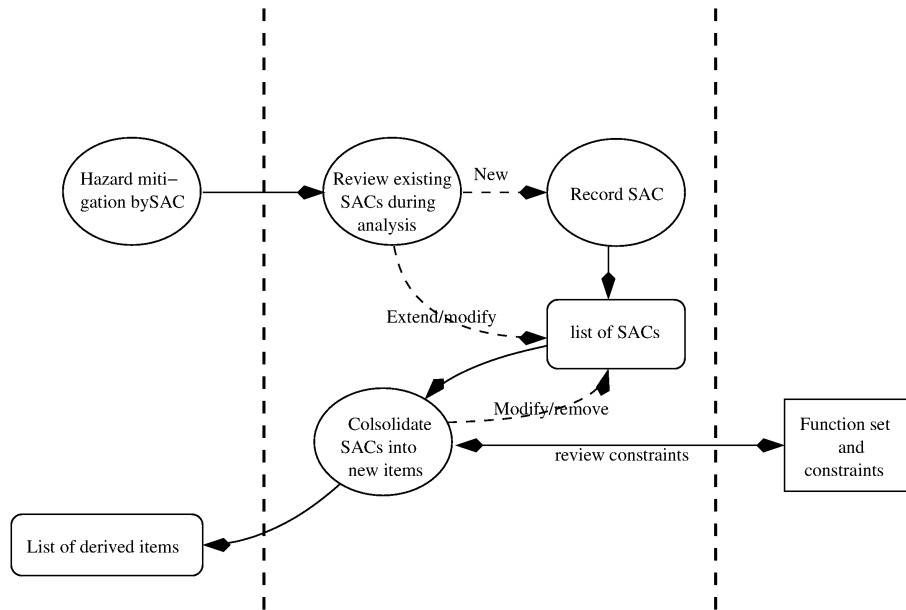 Hazard miti−
gation bySAC
Review existing
SACs during
analysis
New
Record SAC
Extend/modify
list of SACs
Colsolidate
SACs into
new items
Modify/remove
review constraints
Function set
and
constraints
List of derived items